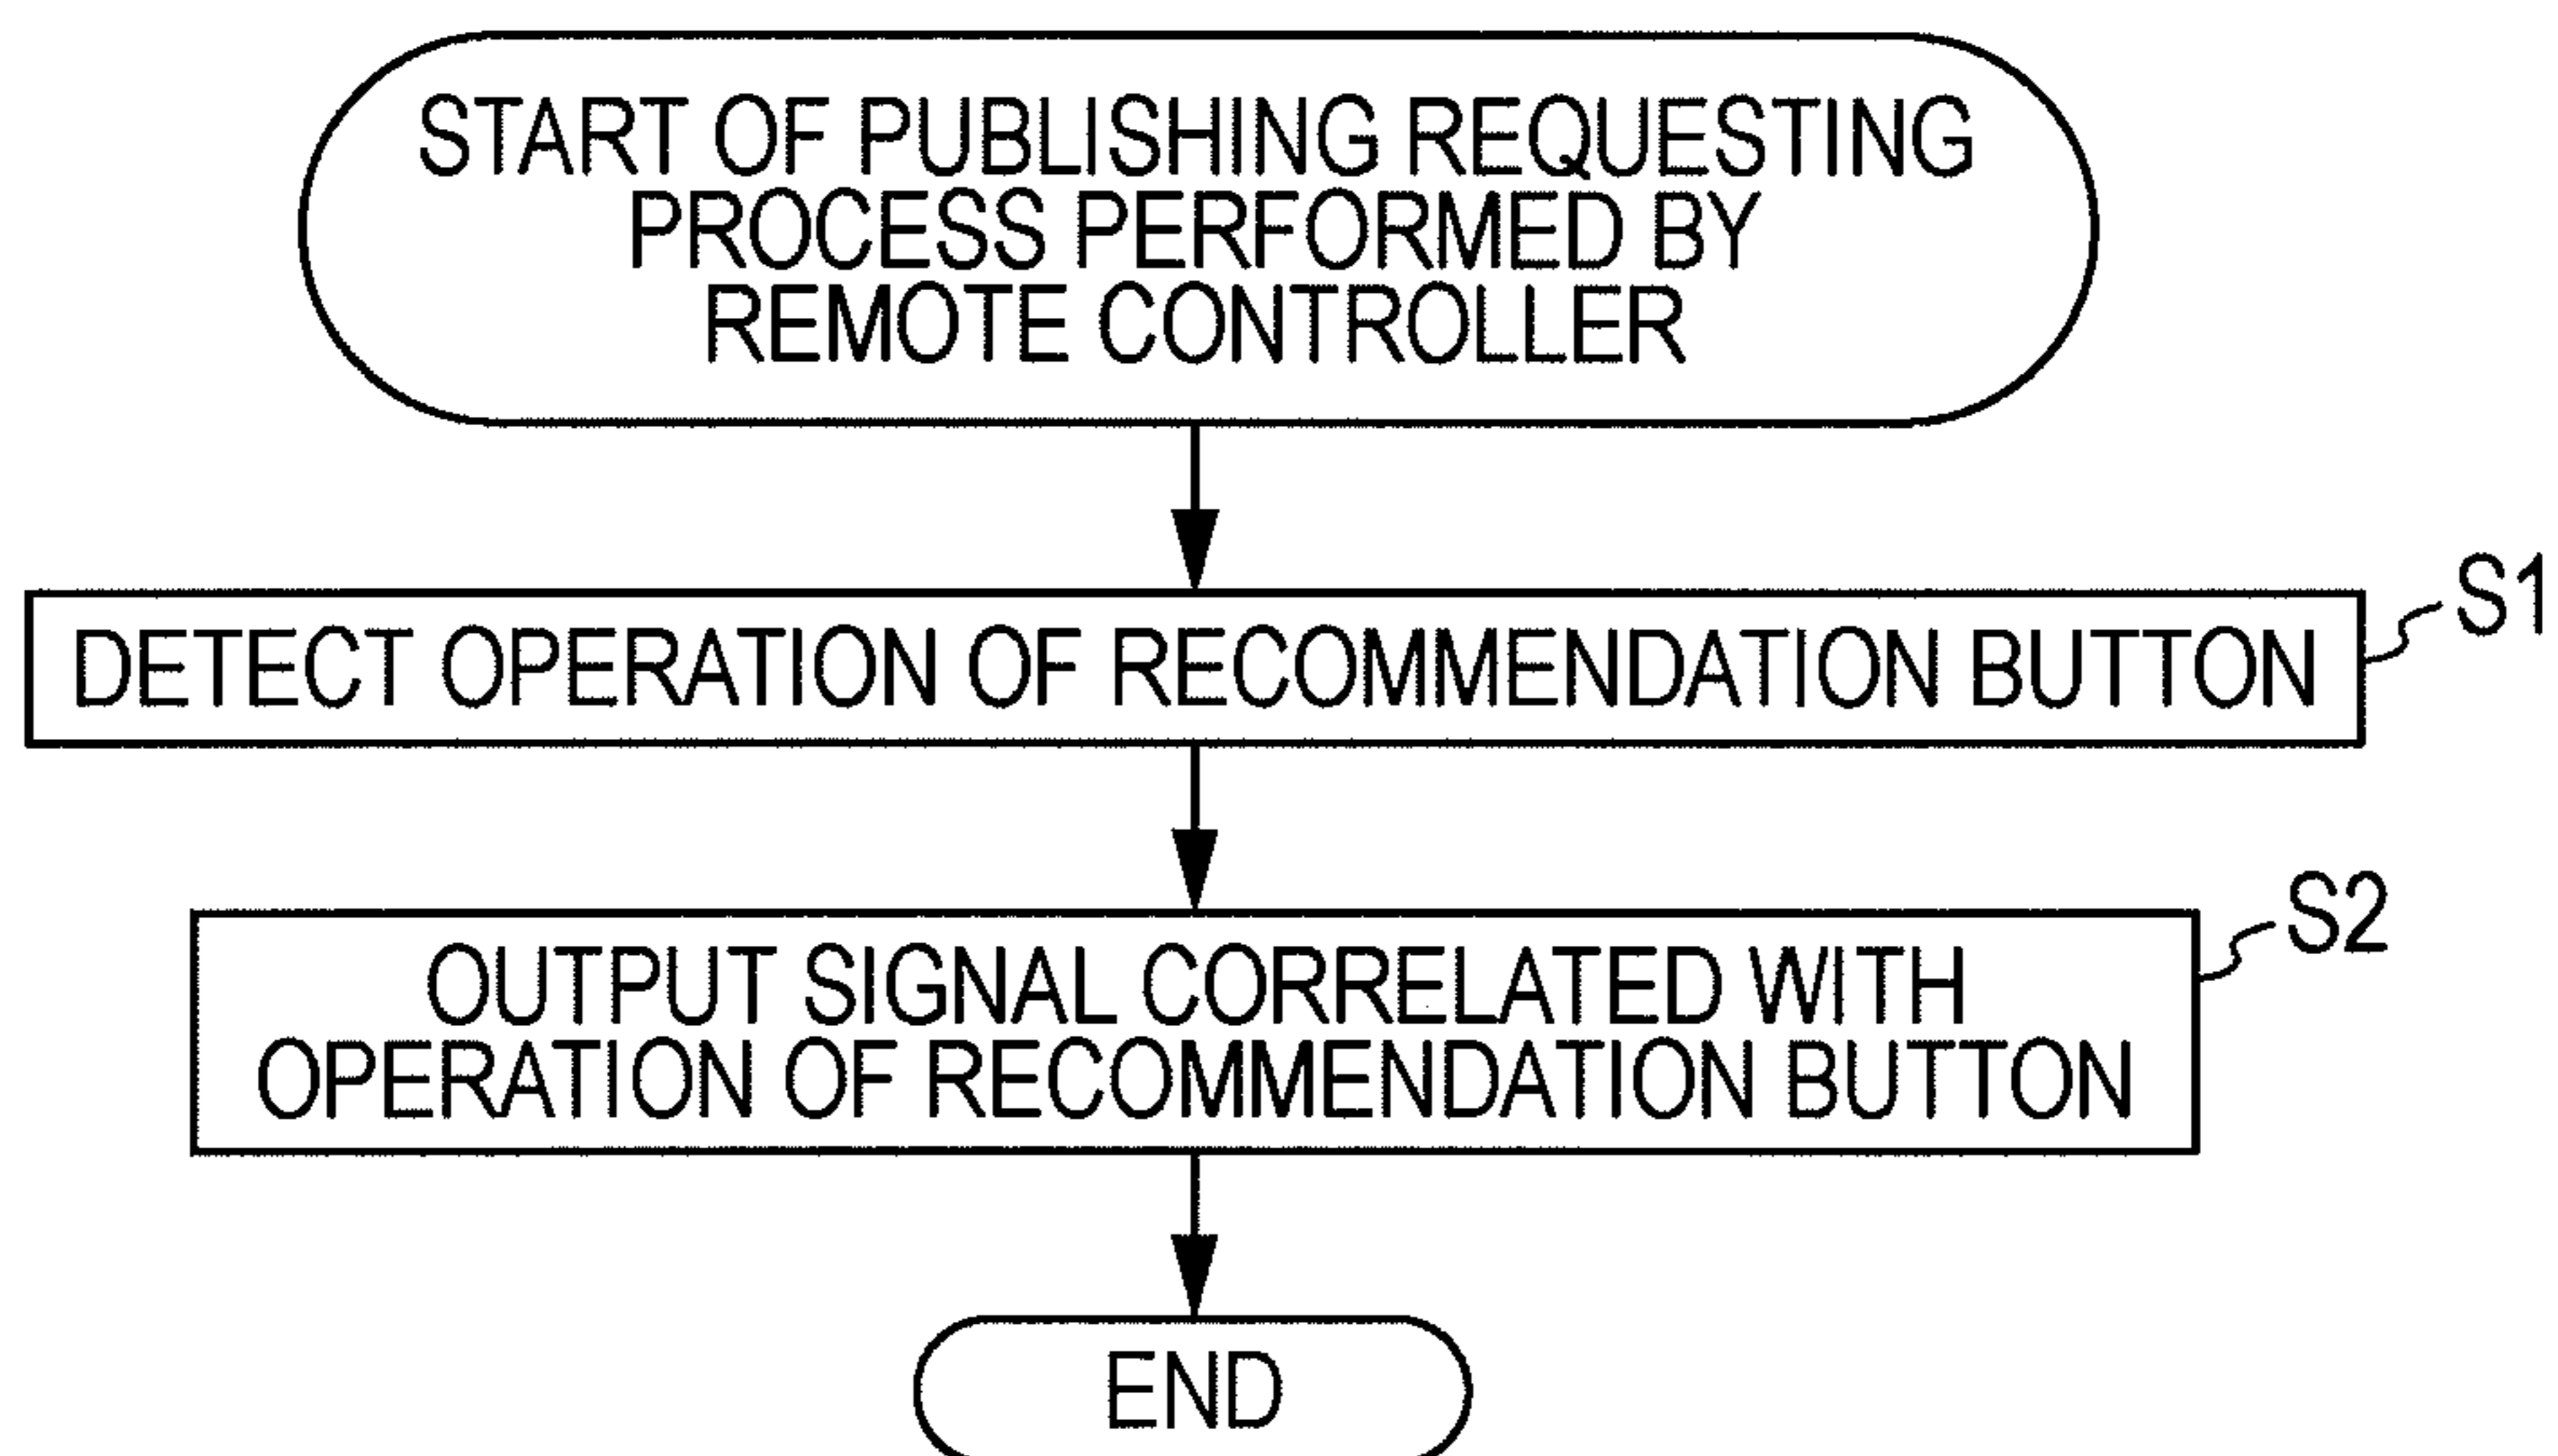 START OF PUBLISHING REQUESTING
PROCESS PERFORMED BY
REMOTE CONTROLLER
S1
DETECT OPERATION OF RECOMMENDATION BUTTON
S2
OUTPUT SIGNAL CORRELATED WITH
OPERATION OF RECOMMENDATION BUTTON
END